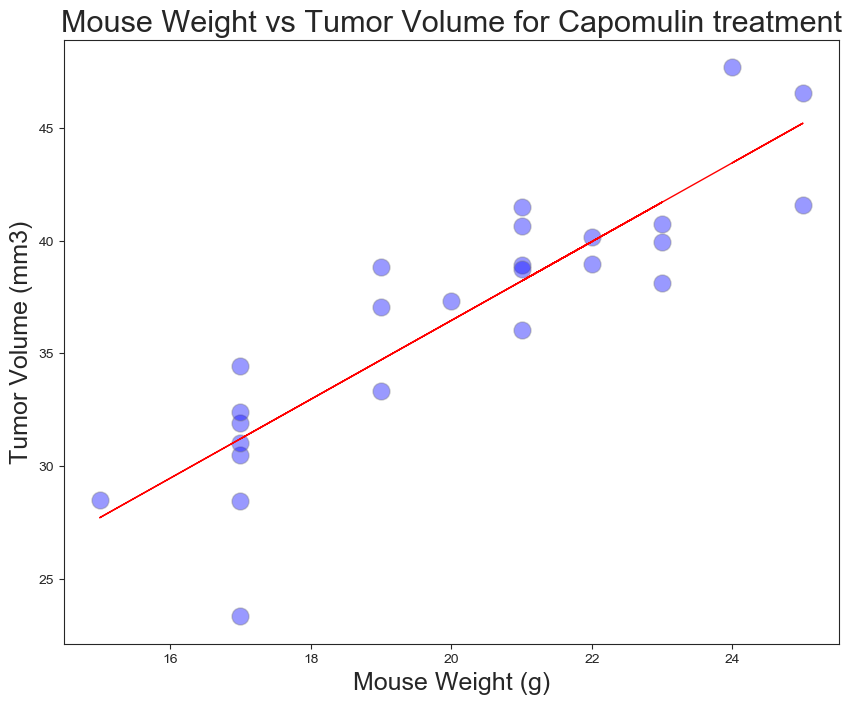 Mouse Weight vs Tumor Volume for Capomulin treatment
Tumor Volume (mm3)
45
40
35
30
25
16 18 20 22 24
Mouse Weight (g)